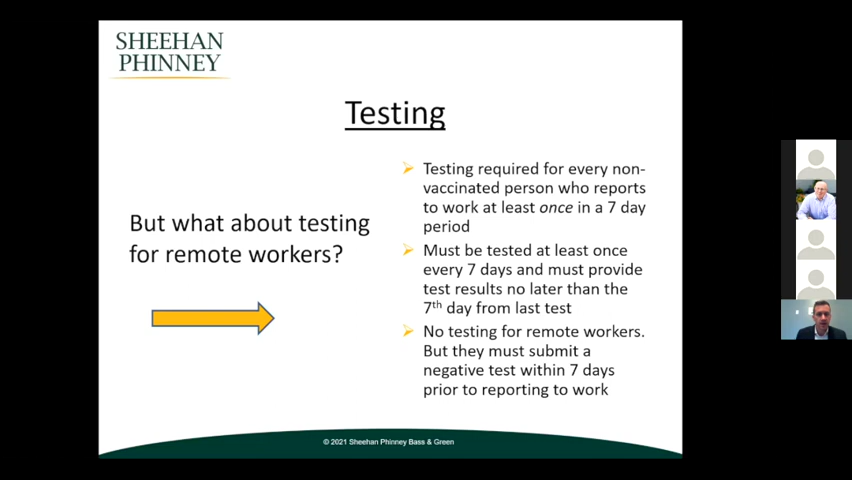 SHEEHAN
PHINNEY
Testing
But what about testing
for remote workers?
Testing required for every non-
vaccinated person who reports
to work at least once in a 7 day
period
Must be tested at least once
every 7 days and must provide
test results no later than the
7th day from last test
No testing for remote workers.
But they must submit a
negative test within 7 days
prior to reporting to work
© 2021 Sheehan Phinney Bass & Green